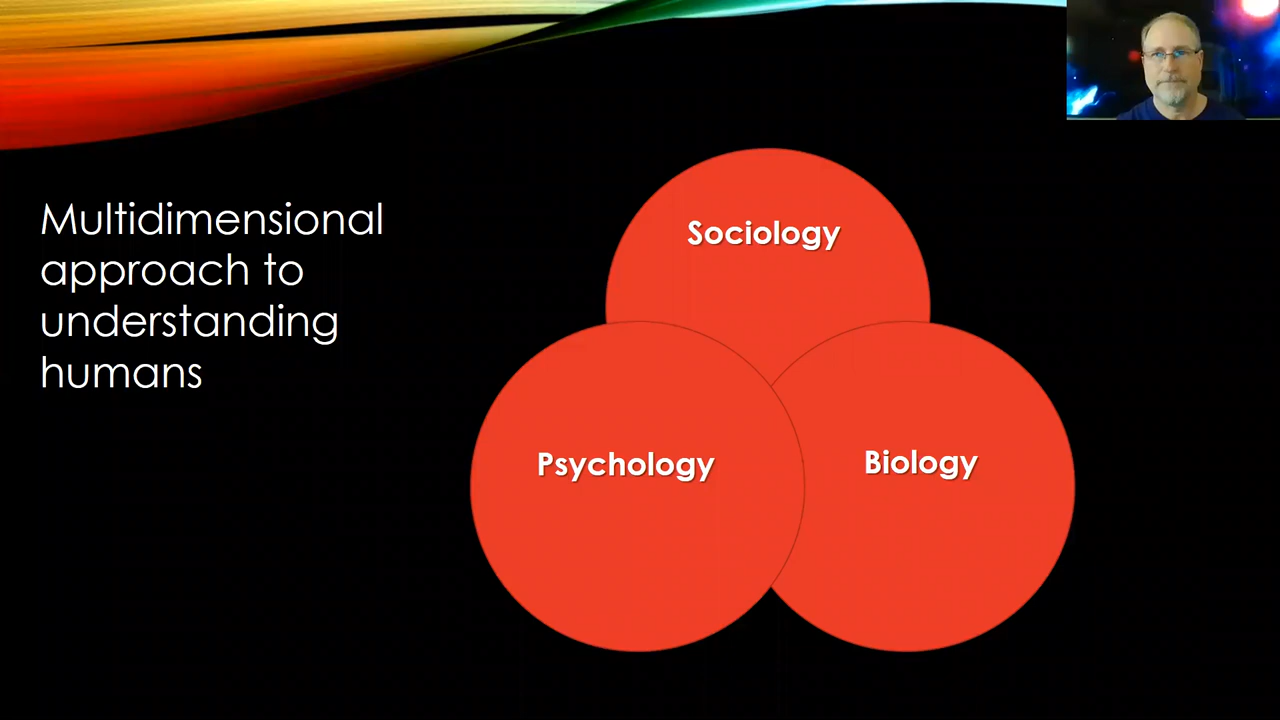 Multidimensional
approach to
understanding
humans
Sociology
Psychology
Biology